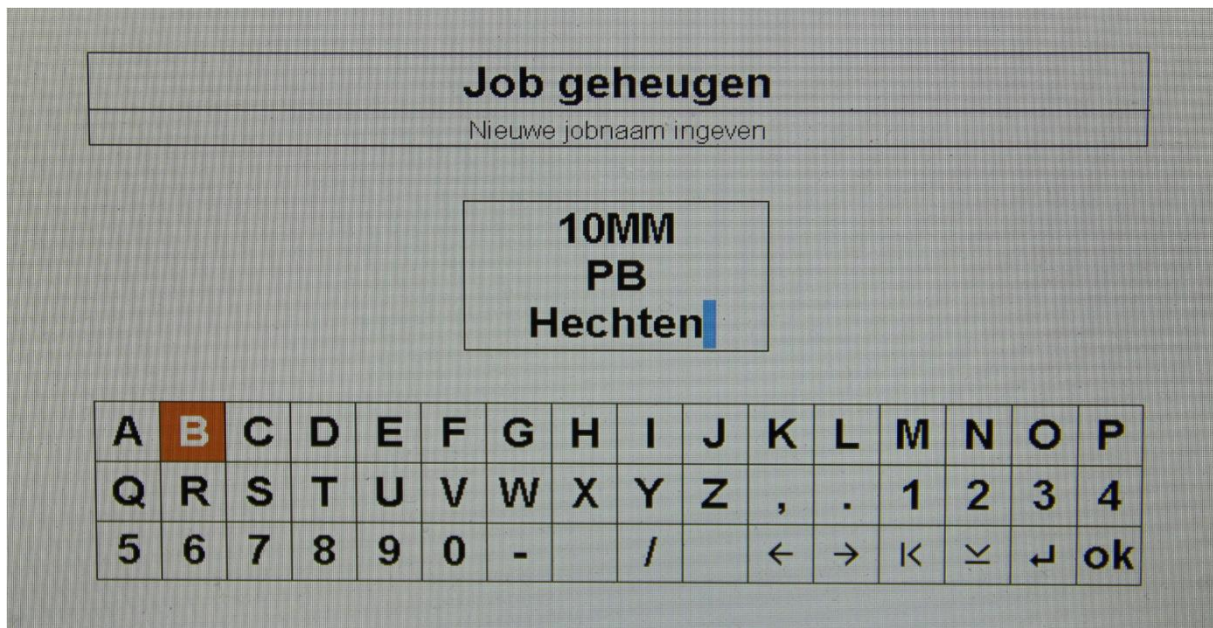 Job geheugen
Nieuwe jobnaam ingeven
10MM
PB
Hechten
A B C D E F G H I J K L M N O P
Q R S T U V W X Y Z , . 1 2 3 4
5 6 7 8 9 0 - / ← → K ⊻ ↵ ok